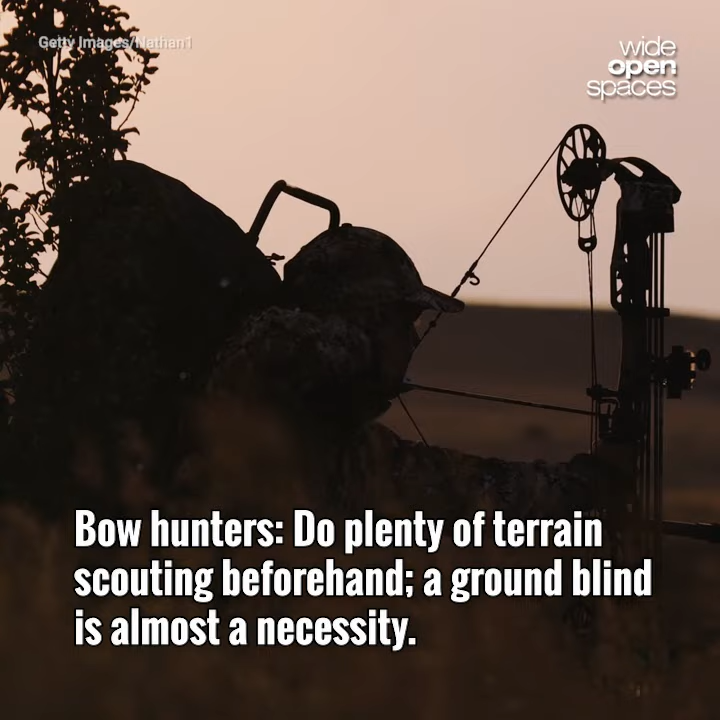 Getty Images/Nathan1
wide
open
spaces
Bow hunters: Do plenty of terrain
scouting beforehand; a ground blind
is almost a necessity.